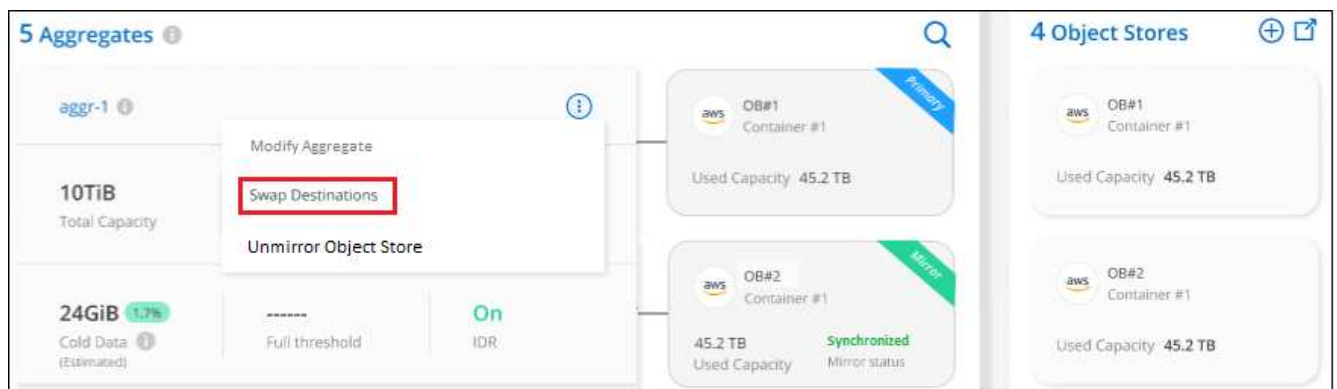 5 Aggregates
4 Object Stores
aggr-1
Modify Aggregate
Swap Destinations
Unmirror Object Store
10TiB
Total Capacity
24GiB 1.7%
Cold Data
(Estimated)
------
Full threshold
On
IDR
Primary
aws
OB#1
Container #1
Used Capacity 45.2 TB
Mirror
aws
OB#2
Container #1
45.2 TB
Used Capacity
Synchronized
Mirror status
aws
OB#1
Container #1
Used Capacity 45.2 TB
aws
OB#2
Container #1
Used Capacity 45.2 TB